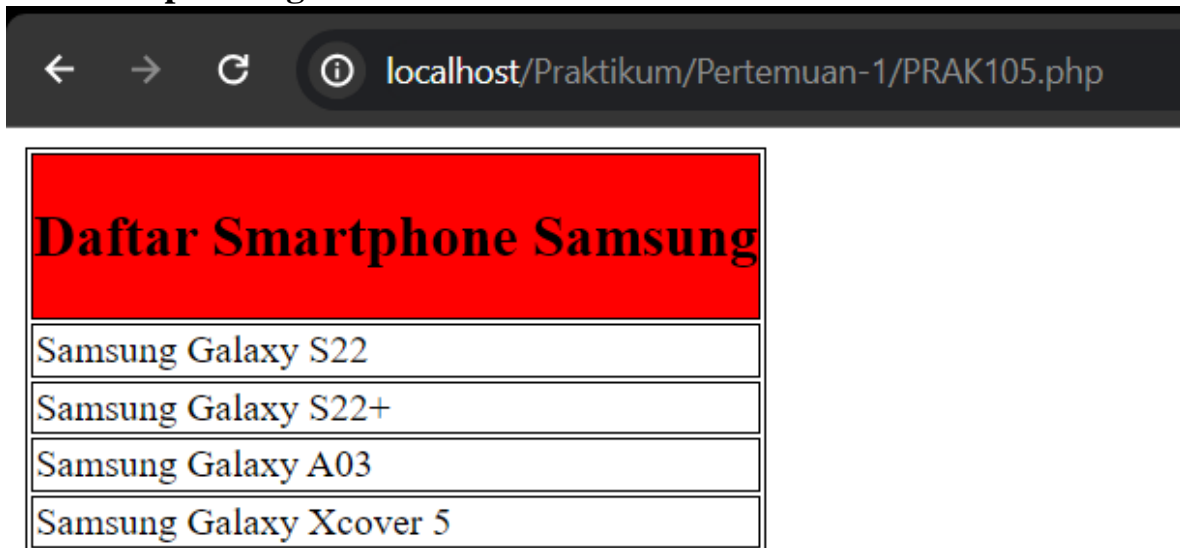 localhost/Praktikum/Pertemuan-1/PRAK105.php
Daftar Smartphone Samsung
Samsung Galaxy S22
Samsung Galaxy S22+
Samsung Galaxy A03
Samsung Galaxy Xcover 5